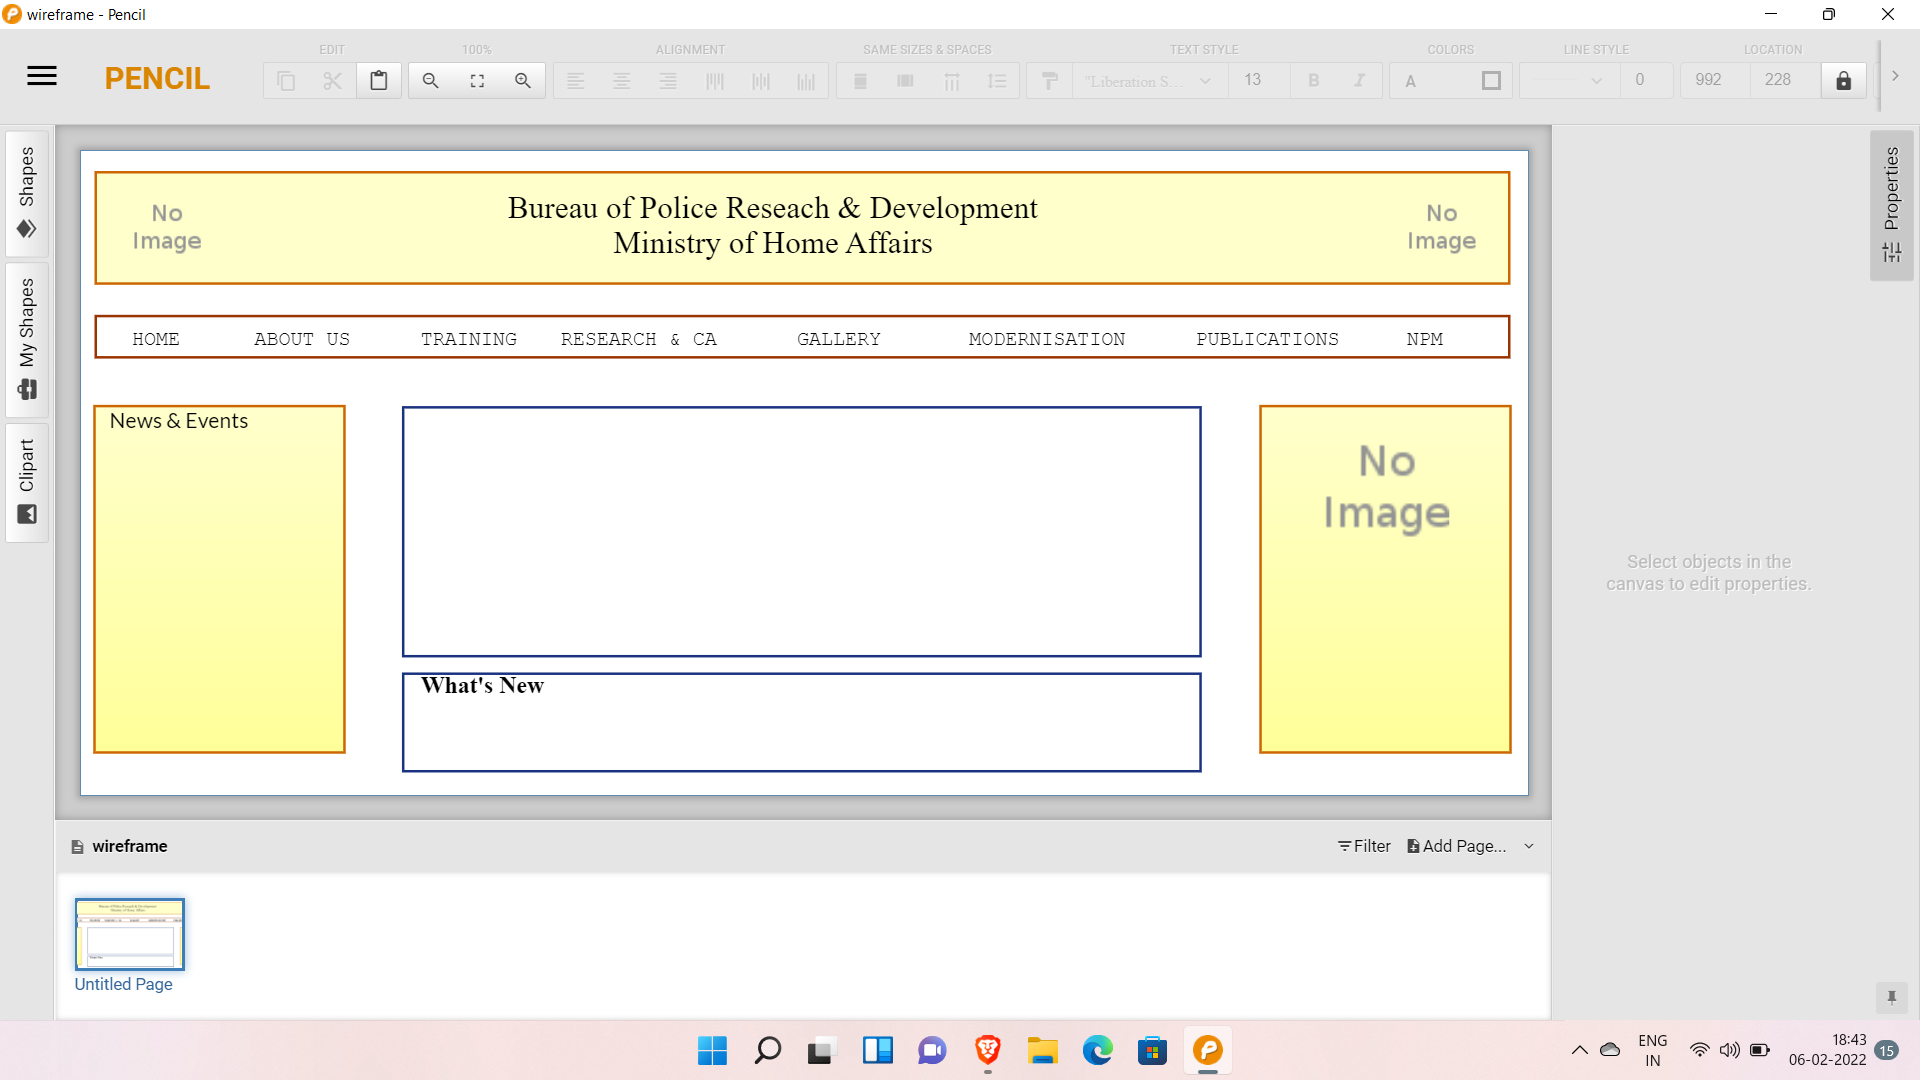 wireframe - Pencil
EDIT
100%
ALIGNMENT
SAME SIZES & SPACES
TEXT STYLE
COLORS
LINE STYLE
LOCATION
PENCIL
"Liberation S...
13
B
I
A
0
992
228
Shapes
My Shapes
Clipart
Properties
No
Image
Bureau of Police Reseach & Development
Ministry of Home Affairs
No
Image
HOME ABOUT US TRAINING RESEARCH & CA GALLERY MODERNISATION PUBLICATIONS NPM
News & Events
No
Image
What's New
Select objects in the
canvas to edit properties.
wireframe
Filter
Add Page...
Untitled Page
ENG
IN
18:43
06-02-2022
15